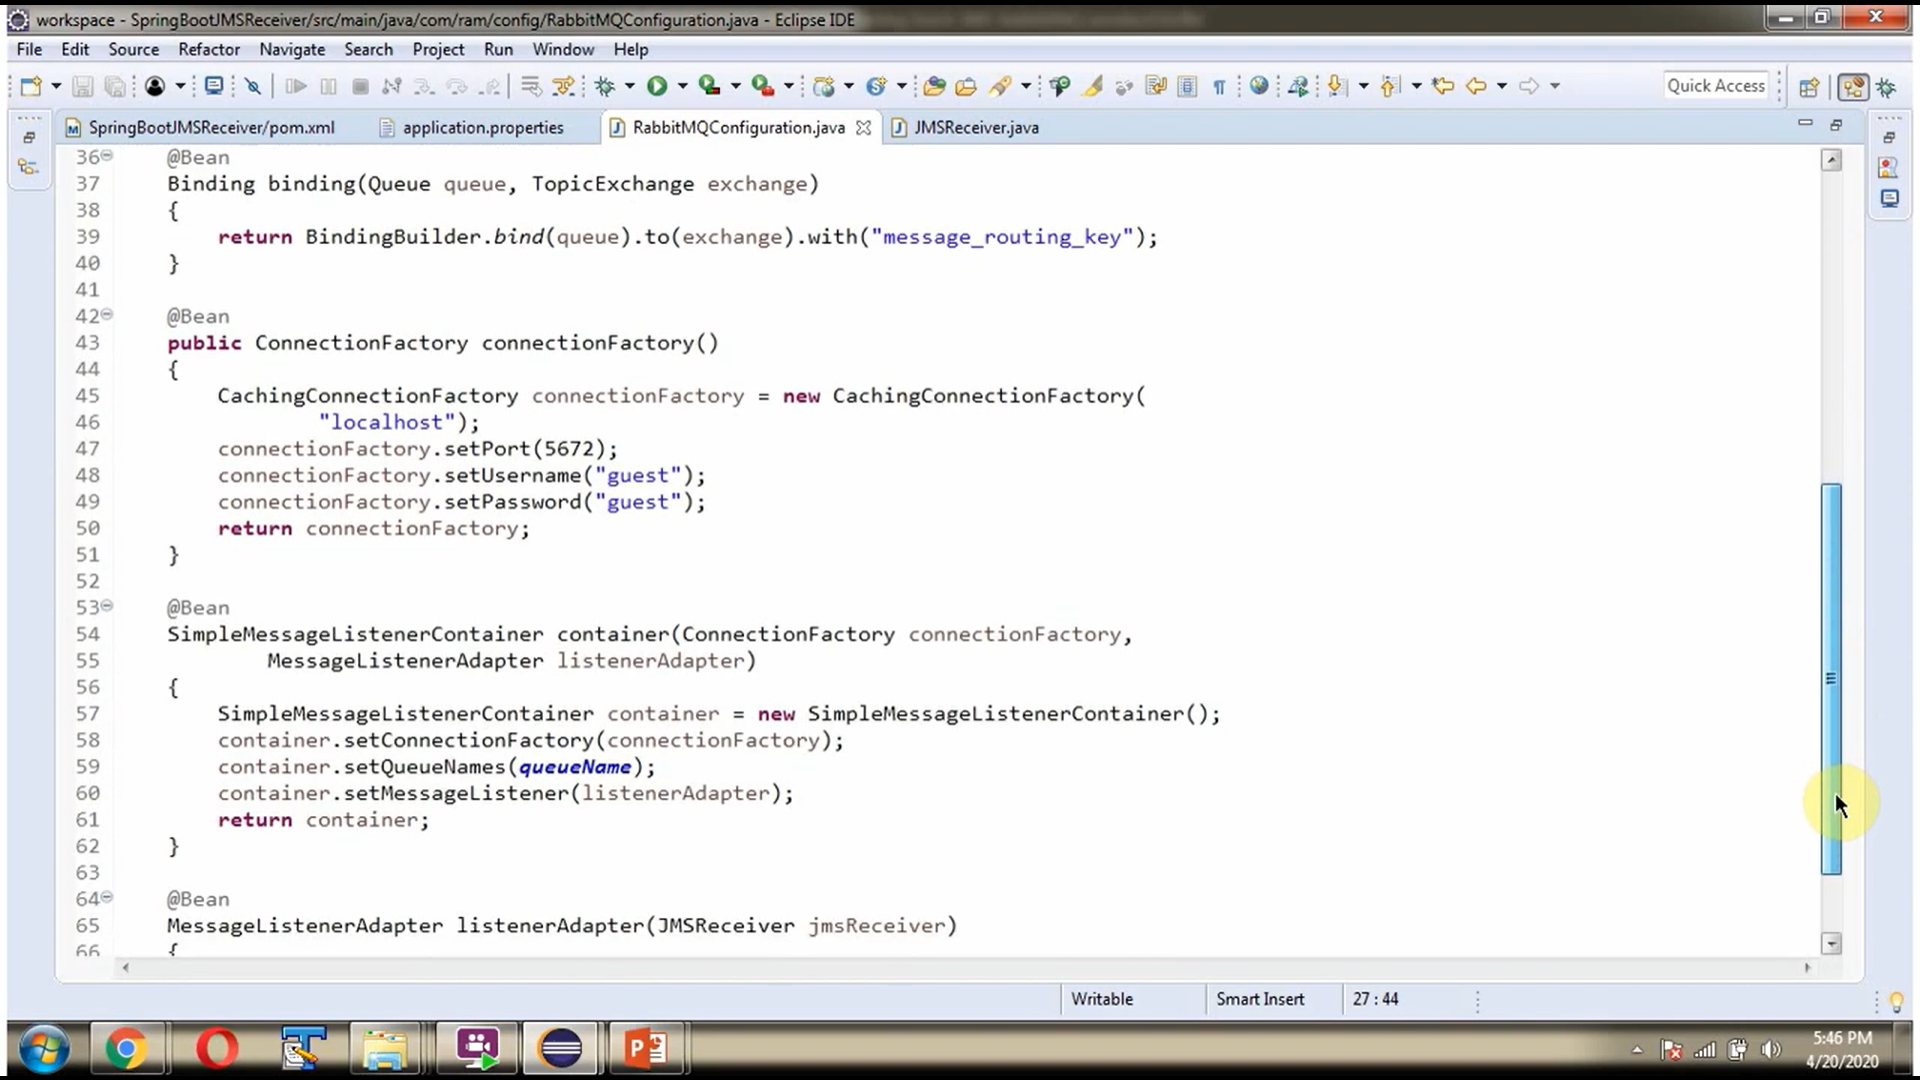 workspace - SpringBootJMSReceiver/src/main/java/com/ram/config/RabbitMQConfiguration.java - Eclipse IDE
File Edit Source Refactor Navigate Search Project Run Window Help
Quick Access
SpringBootJMSReceiver/pom.xml application.properties RabbitMQConfiguration.java JMSReceiver.java
36 @Bean
37 Binding binding(Queue queue, TopicExchange exchange)
38 {
39 return BindingBuilder.bind(queue).to(exchange).with("message_routing_key");
40 }
41
42 @Bean
43 public ConnectionFactory connectionFactory()
44 {
45 CachingConnectionFactory connectionFactory = new CachingConnectionFactory(
46 "localhost");
47 connectionFactory.setPort(5672);
48 connectionFactory.setUsername("guest");
49 connectionFactory.setPassword("guest");
50 return connectionFactory;
51 }
52
53 @Bean
54 SimpleMessageListenerContainer container(ConnectionFactory connectionFactory,
55 MessageListenerAdapter listenerAdapter)
56 {
57 SimpleMessageListenerContainer container = new SimpleMessageListenerContainer();
58 container.setConnectionFactory(connectionFactory);
59 container.setQueueNames(queueName);
60 container.setMessageListener(listenerAdapter);
61 return container;
62 }
63
64 @Bean
65 MessageListenerAdapter listenerAdapter(JMSReceiver jmsReceiver)
66 {
Writable Smart Insert 27 : 44
5:46 PM
4/20/2020